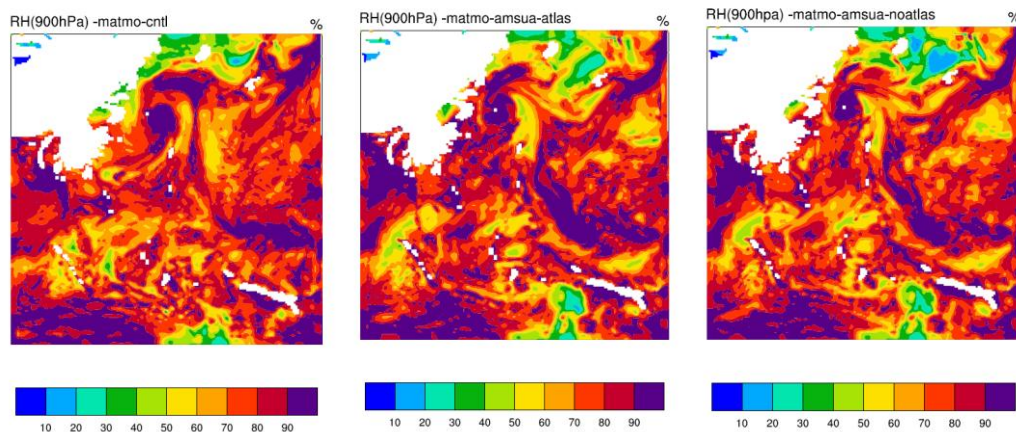 RH(900hPa) -matmo-cntl %
RH(900hPa) -matmo-amsua-atlas %
RH(900hpa) -matmo-amsua-noatlas %
10 20 30 40 50 60 70 80 90
10 20 30 40 50 60 70 80 90
10 20 30 40 50 60 70 80 90